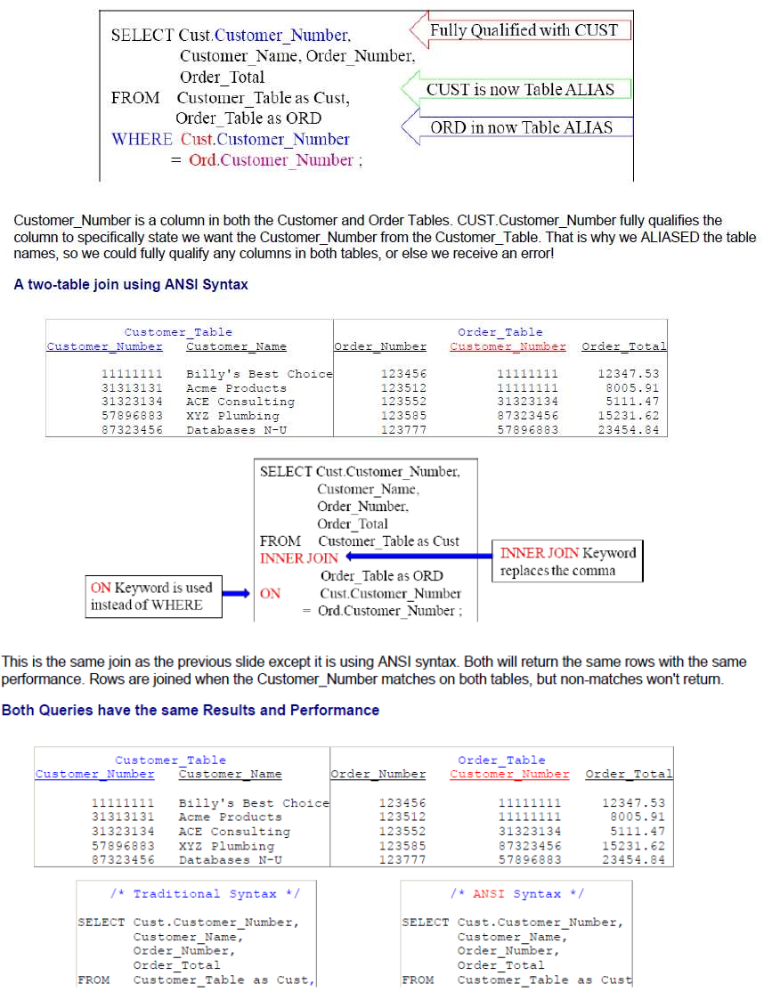 SELECT Cust.Customer_Number,
Fully Qualified with CUST
Customer_Name, Order_Number,
Order_Total
CUST is now Table ALIAS
FROM Customer_Table as Cust,
Order_Table as ORD
ORD in now Table ALIAS
WHERE Cust.Customer_Number
= Ord.Customer_Number ;
Customer_Number is a column in both the Customer and Order Tables. CUST.Customer_Number fully qualifies the
column to specifically state we want the Customer_Number from the Customer_Table. That is why we ALIASED the table
names, so we could fully qualify any columns in both tables, or else we receive an error!
A two-table join using ANSI Syntax
Customer_Table Order_Table
Customer_Number Customer_Name Order_Number Customer_Number Order_Total
11111111 Billy's Best Choice 123456 11111111 12347.53
31313131 Acme Products 123512 11111111 8005.91
31323134 ACE Consulting 123552 31323134 5111.47
57896883 XYZ Plumbing 123585 87323456 15231.62
87323456 Databases N-U 123777 57896883 23454.84
SELECT Cust.Customer_Number,
Customer_Name,
Order_Number,
Order_Total
FROM Customer_Table as Cust
INNER JOIN
INNER JOIN Keyword
replaces the comma
Order_Table as ORD
ON Keyword is used
instead of WHERE
ON Cust.Customer_Number
= Ord.Customer_Number ;
This is the same join as the previous slide except it is using ANSI syntax. Both will return the same rows with the same
performance. Rows are joined when the Customer_Number matches on both tables, but non-matches won't return.
Both Queries have the same Results and Performance
Customer_Table Order_Table
Customer_Number Customer_Name Order_Number Customer_Number Order_Total
11111111 Billy's Best Choice 123456 11111111 12347.53
31313131 Acme Products 123512 11111111 8005.91
31323134 ACE Consulting 123552 31323134 5111.47
57896883 XYZ Plumbing 123585 87323456 15231.62
87323456 Databases N-U 123777 57896883 23454.84
/* Traditional Syntax */
SELECT Cust.Customer_Number,
Customer_Name,
Order_Number,
Order_Total
FROM Customer_Table as Cust,
/* ANSI Syntax */
SELECT Cust.Customer_Number,
Customer_Name,
Order_Number,
Order_Total
FROM Customer_Table as Cust